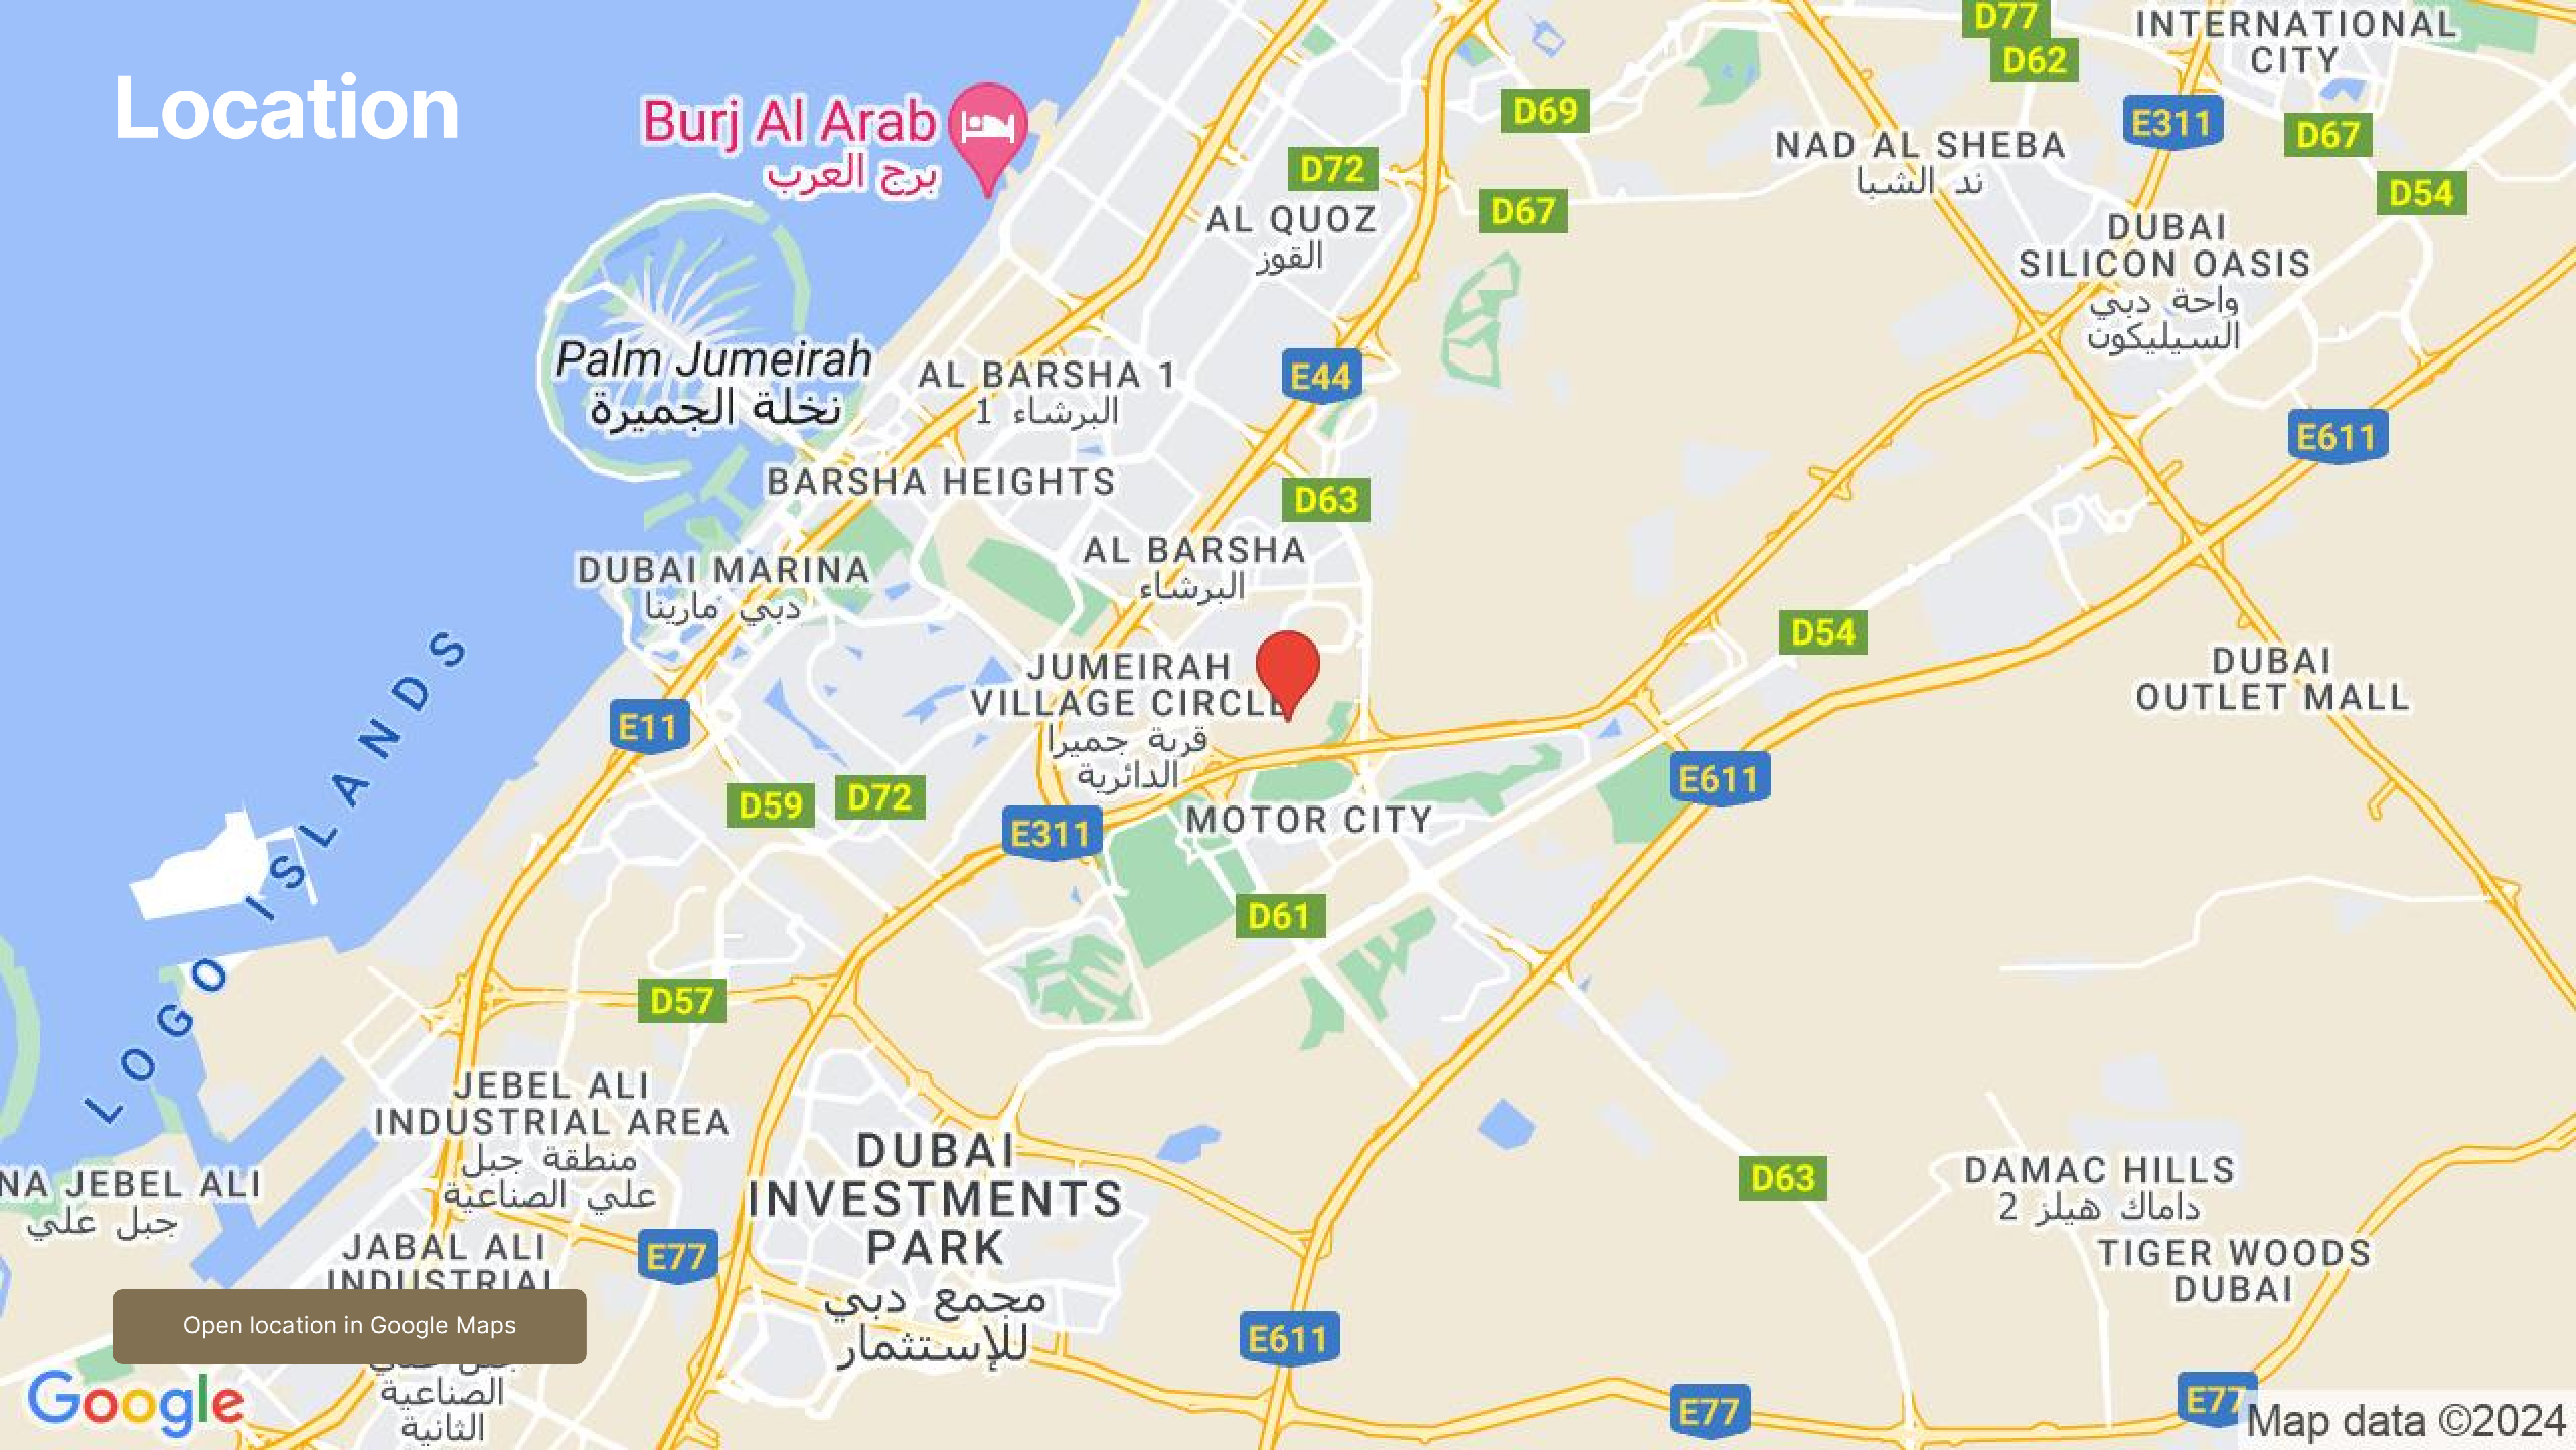 Location
Burj Al Arab
برج العرب
D77
D62
INTERNATIONAL
CITY
D69
E311
D67
NAD AL SHEBA
ند الشبا
D72
D67
D54
AL QUOZ
القوز
DUBAI
SILICON OASIS
واحة دبي
السيليكون
Palm Jumeirah
نخلة الجميرة
AL BARSHA 1
البرشاء 1
E44
E611
BARSHA HEIGHTS
D63
AL BARSHA
البرشاء
DUBAI MARINA
دبي مارينا
D54
JUMEIRAH
VILLAGE CIRCLE
قرية جميرا
الدائرية
DUBAI
OUTLET MALL
E11
E611
D59
D72
E311
MOTOR CITY
LOGO ISLANDS
D61
D57
JEBEL ALI
INDUSTRIAL AREA
منطقة جبل
علي الصناعية
DUBAI
INVESTMENTS
PARK
مجمع دبي
للإستثمار
D63
DAMAC HILLS
داماك هيلز 2
NA JEBEL ALI
جبل علي
TIGER WOODS
DUBAI
JABAL ALI
INDUSTRIAL
E77
Open location in Google Maps
E611
الصناعية
الثانية
E77
E77
Google
Map data ©2024